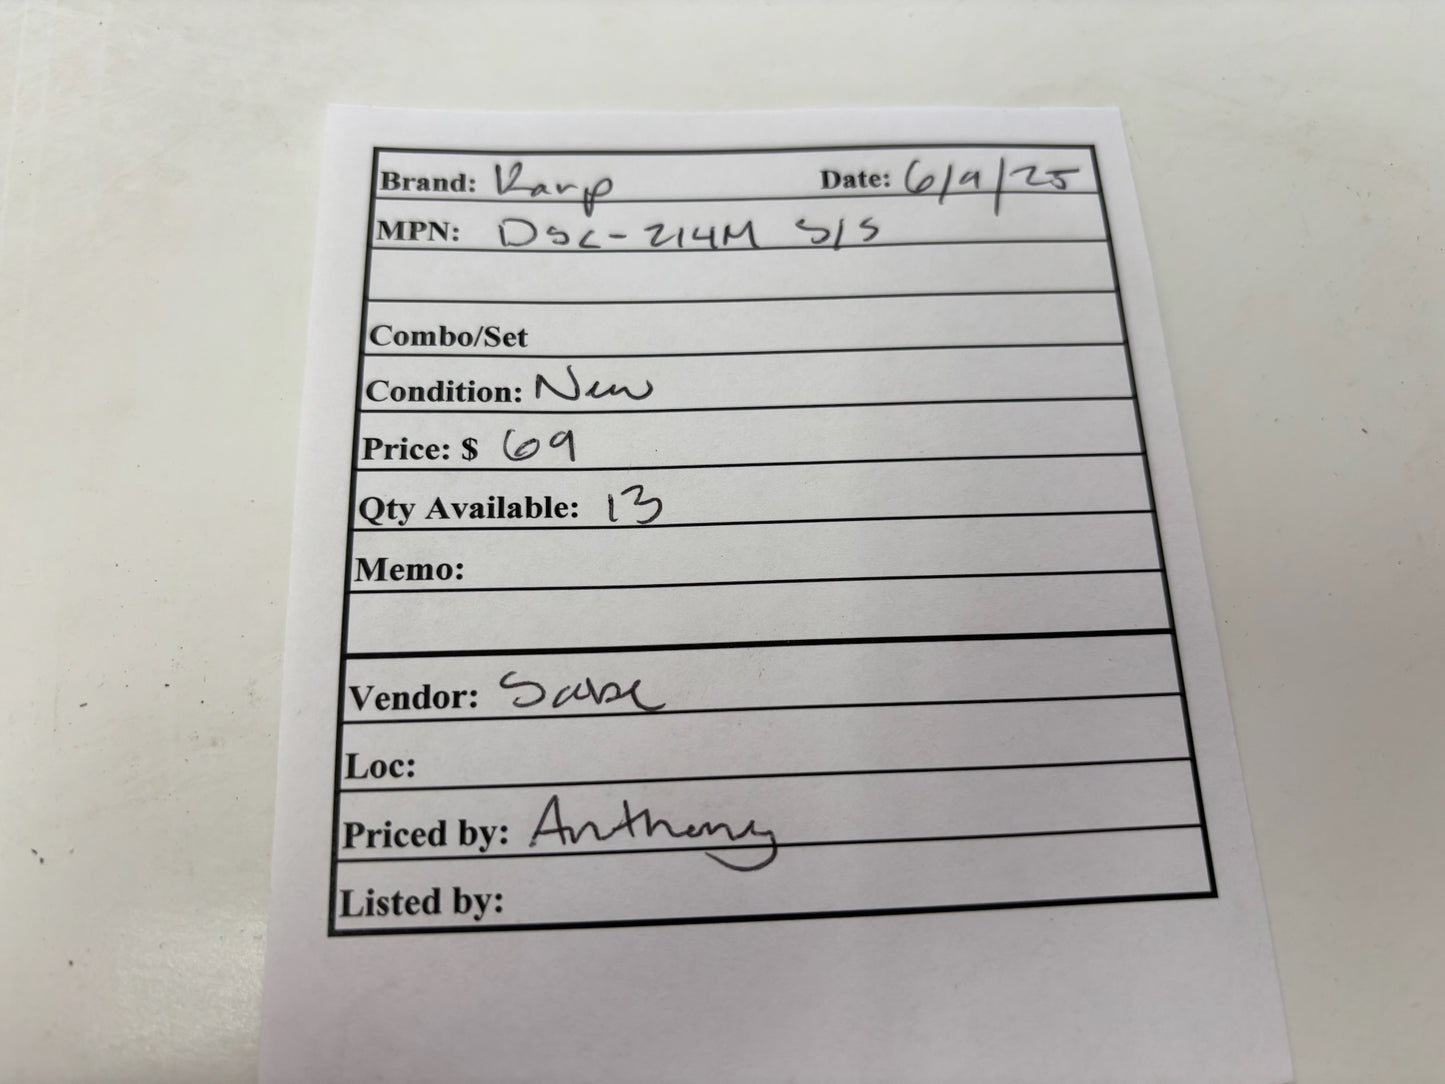 Brand: Karp Date: 6/9/25
MPN: DSC-214M S/S
Combo/Set
Condition: New
Price: $ 69
Qty Available: 13
Memo:
Vendor: Sabe
Loc:
Priced by: Anthony
Listed by: